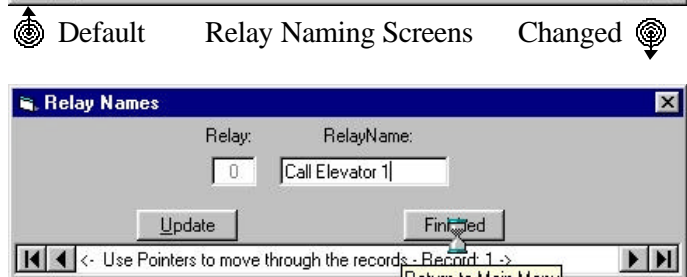 Default Relay Naming Screens Changed
Relay Names
Relay: RelayName:
0 Call Elevator 1
Update Finished
<- Use Pointers to move through the records - Record: 1 ->
Return to Main Menu